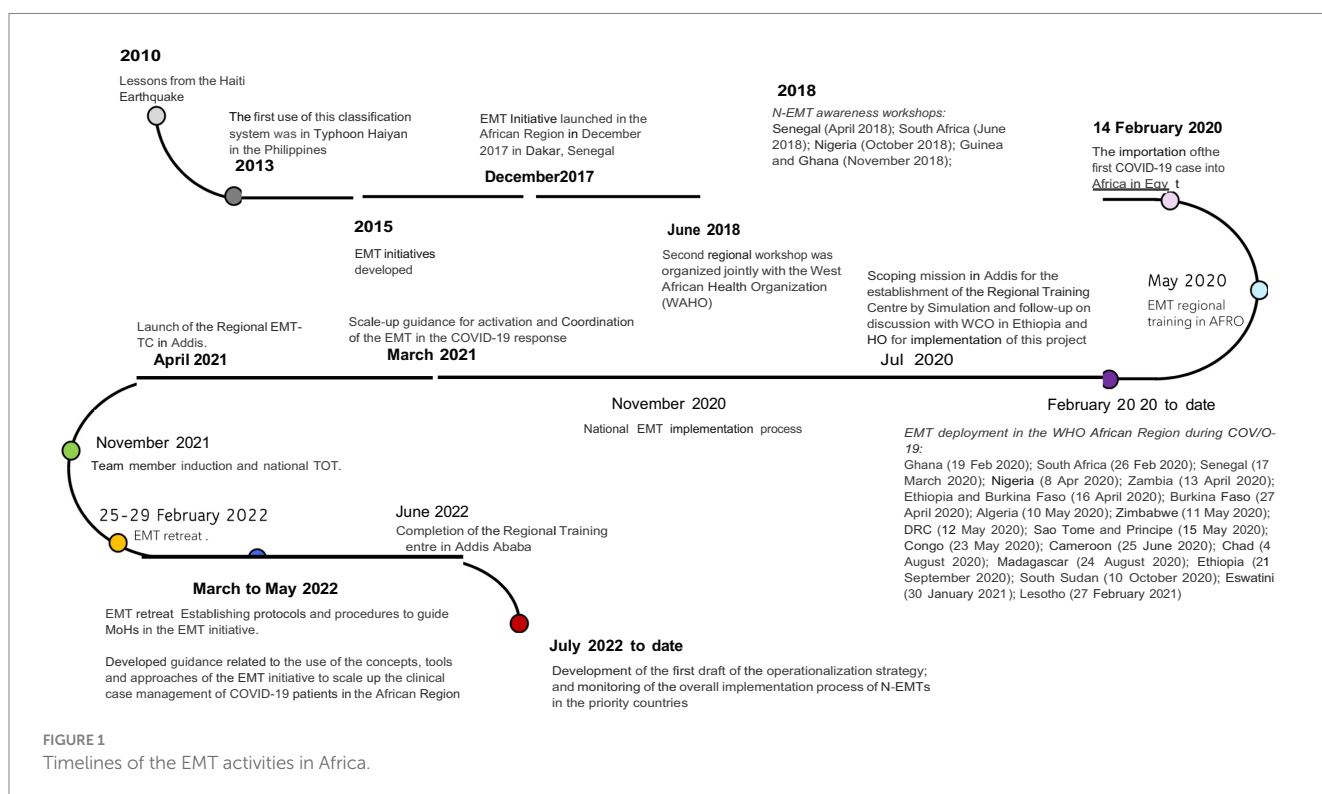 2010
Lessons from the Haiti
Earthquake
The first use of this classification
system was in Typhoon Haiyan
in the Philippines
2013
2015
EMT initiatives
developed
EMT Initiative launched in the
African Region in December
2017 in Dakar, Senegal
December2017
June 2018
Second regional workshop was
organized jointly with the West
African Health Organization
(WAHO)
2018
N-EMT awareness workshops:
Senegal (April 2018); South Africa (June
2018); Nigeria (October 2018); Guinea
and Ghana (November 2018);
14 February 2020
The importation ofthe
first COVID-19 case into
Africa in Egy t
May 2020
EMT regional
training in AFRO
February 20 20 to date
EMT deployment in the WHO African Region during COV/O-
19:
Ghana (19 Feb 2020); South Africa (26 Feb 2020); Senegal (17
March 2020); Nigeria (8 Apr 2020); Zambia (13 April 2020);
Ethiopia and Burkina Faso (16 April 2020); Burkina Faso (27
April 2020); Algeria (10 May 2020); Zimbabwe (11 May 2020);
DRC (12 May 2020); Sao Tome and Principe (15 May 2020);
Congo (23 May 2020); Cameroon (25 June 2020); Chad (4
August 2020); Madagascar (24 August 2020); Ethiopia (21
September 2020); South Sudan (10 October 2020); Eswatini
(30 January 2021); Lesotho (27 February 2021)
Scoping mission in Addis for the
establishment of the Regional Training
Centre by Simulation and follow-up on
discussion with WCO in Ethiopia and
HO for implementation of this project
Jul 2020
November 2020
National EMT implementation process
Scale-up guidance for activation and Coordination
of the EMT in the COVID-19 response
March 2021
Launch of the Regional EMT-
TC in Addis.
April 2021
November 2021
Team member induction and national TOT.
25-29 February 2022
EMT retreat .
March to May 2022
EMT retreat Establishing protocols and procedures to guide
MoHs in the EMT initiative.
Developed guidance related to the use of the concepts, tools
and approaches of the EMT initiative to scale up the clinical
case management of COVID-19 patients in the African Region
June 2022
Completion of the Regional Training
entre in Addis Ababa
July 2022 to date
Development of the first draft of the operationalization strategy;
and monitoring of the overall implementation process of N-EMTs
in the priority countries
FIGURE 1
Timelines of the EMT activities in Africa.